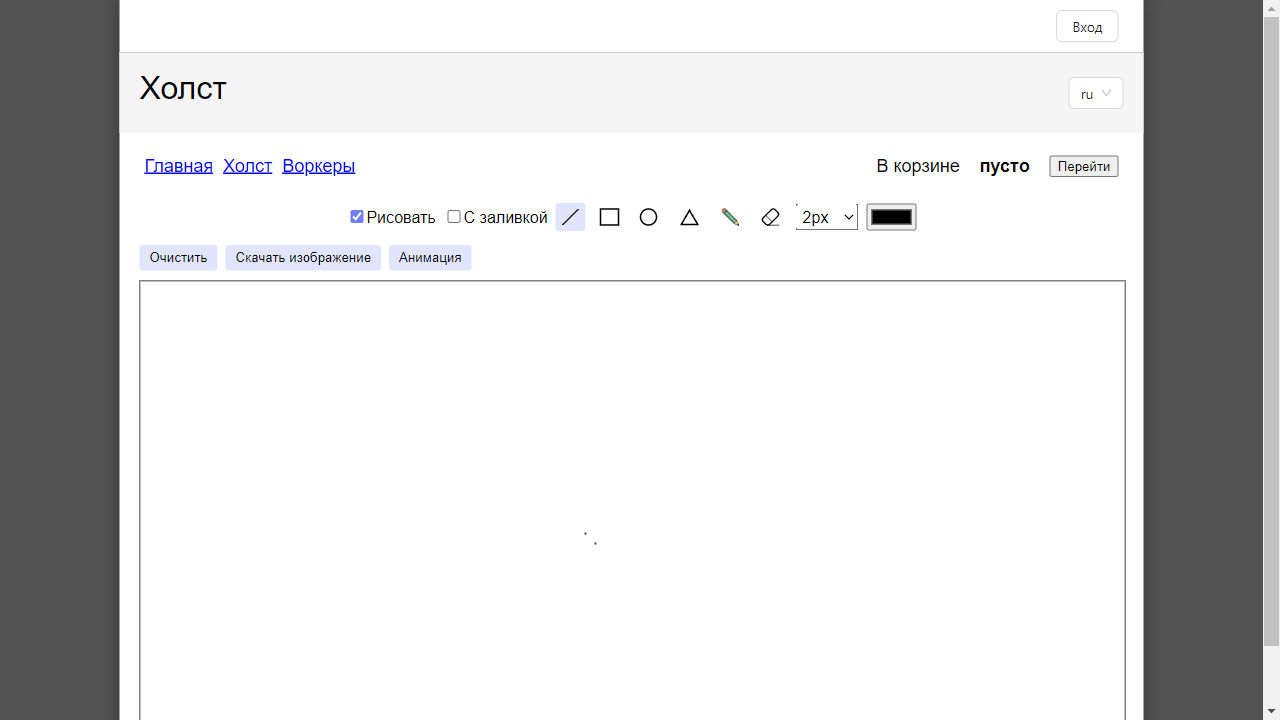 Вход
Холст
ru
Главная Холст Воркеры В корзине пусто Перейти
Рисовать С заливкой 2px
Очистить Скачать изображение Анимация